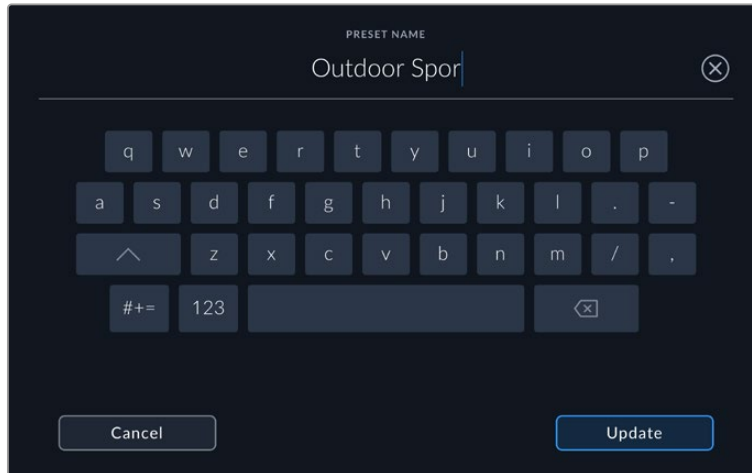 PRESET NAME
Outdoor Spor
q w e r t y u i o p
a s d f g h j k l . -
z x c v b n m / ,
#+= 123
Cancel Update